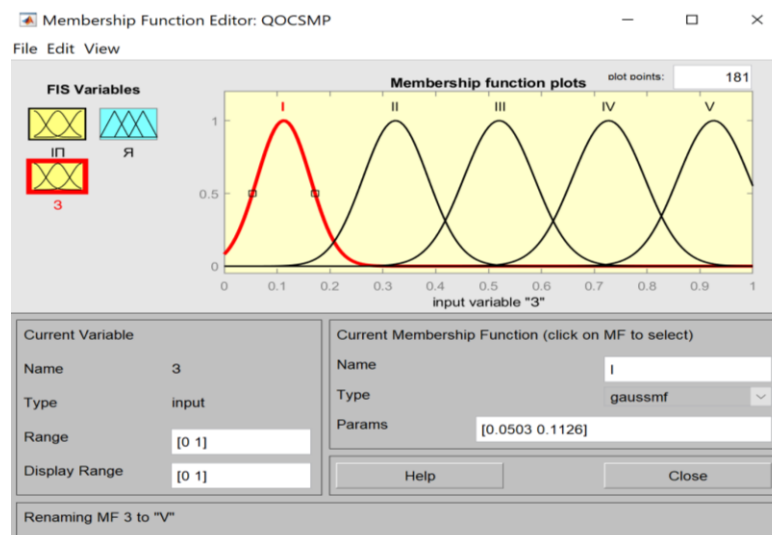 Membership Function Editor: QOCSMP
File Edit View
FIS Variables
ІП
Я
З
Membership function plots
plot points:
181
I
II
III
IV
V
1
0.5
0
0
0.1
0.2
0.3
0.4
0.5
0.6
0.7
0.8
0.9
1
input variable "З"
Current Variable
Name З
Type input
Range [0 1]
Display Range [0 1]
Current Membership Function (click on MF to select)
Name I
Type gaussmf
Params [0.0503 0.1126]
Help
Close
Renaming MF 3 to "V"